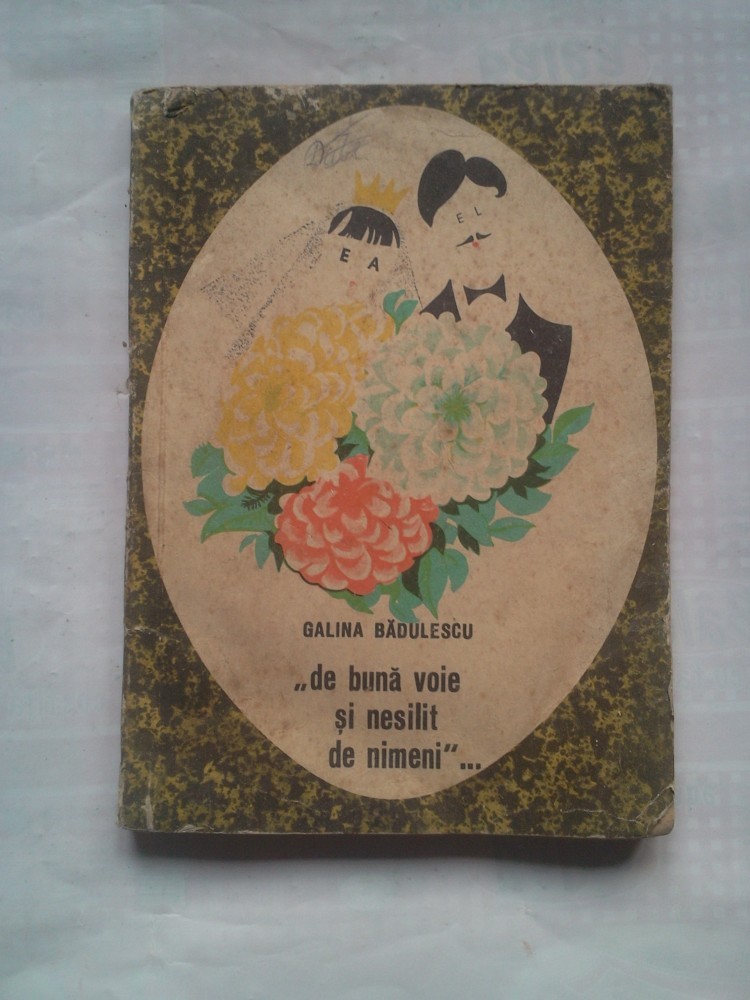 EL
EA
GALINA BĂDULESCU
„de bună voie
și nesilit
de nimeni"...